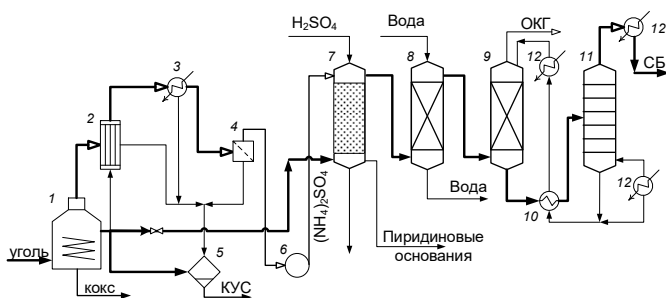 H₂SO₄
Вода
ОКГ
12
СБ
3
7
8
9
12
11
2
4
1
(NH₄)₂SO₄
12
уголь
5
6
Вода
10
Пиридиновые
основания
кокс
КУС